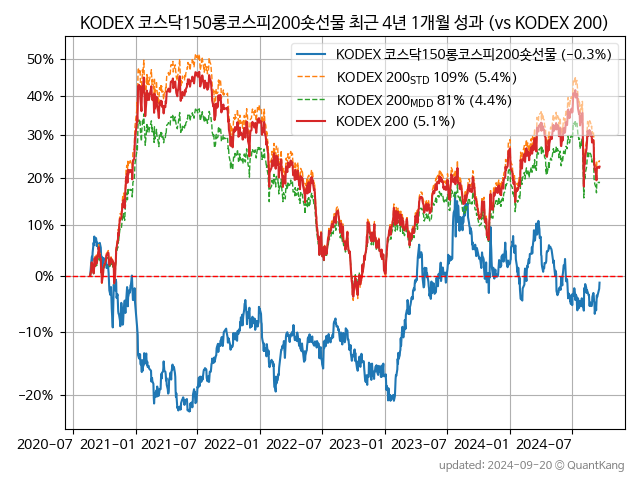 KODEX 코스닥150롱코스피200숏선물 최근 4년 1개월 성과 (vs KODEX 200)
KODEX 코스닥150롱코스피200숏선물 (−0.3%)
KODEX 200STD 109% (5.4%)
KODEX 200MDD 81% (4.4%)
KODEX 200 (5.1%)
50%
40%
30%
20%
10%
0%
−10%
−20%
2020−07 2021−01 2021−07 2022−01 2022−07 2023−01 2023−07 2024−01 2024−07
updated: 2024-09-20 © QuantKang